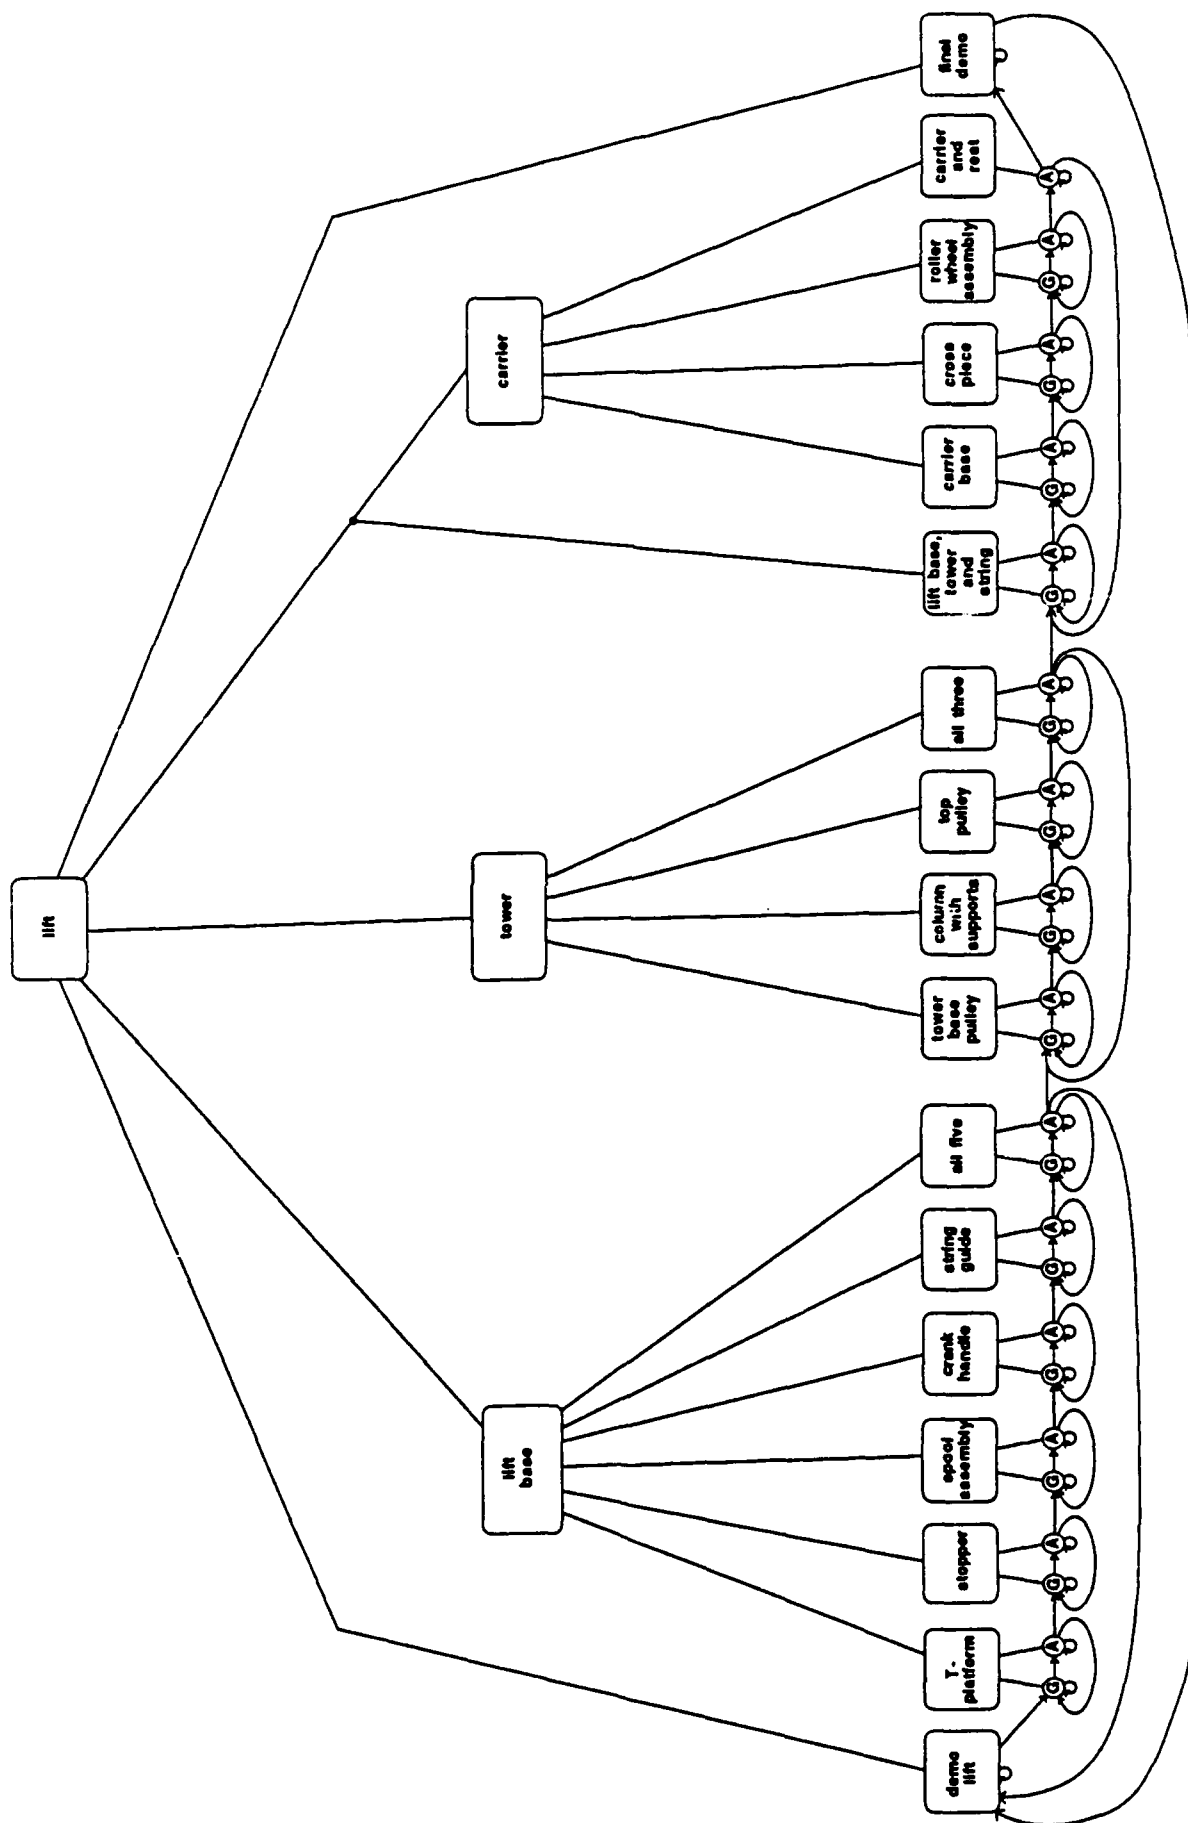 lift
lift
base
tower
carrier
demo
lift
T-
platform
stopper
spool
assembly
crank
handle
string
guide
all five
tower
base
pulley
column
with
supports
top
pulley
all three
lift base,
tower
and
string
carrier
base
cross
piece
roller
wheel
assembly
carrier
and
rest
final
demo
G A G A G A G A G A G A G A G A G A G A G A G A G A G A A